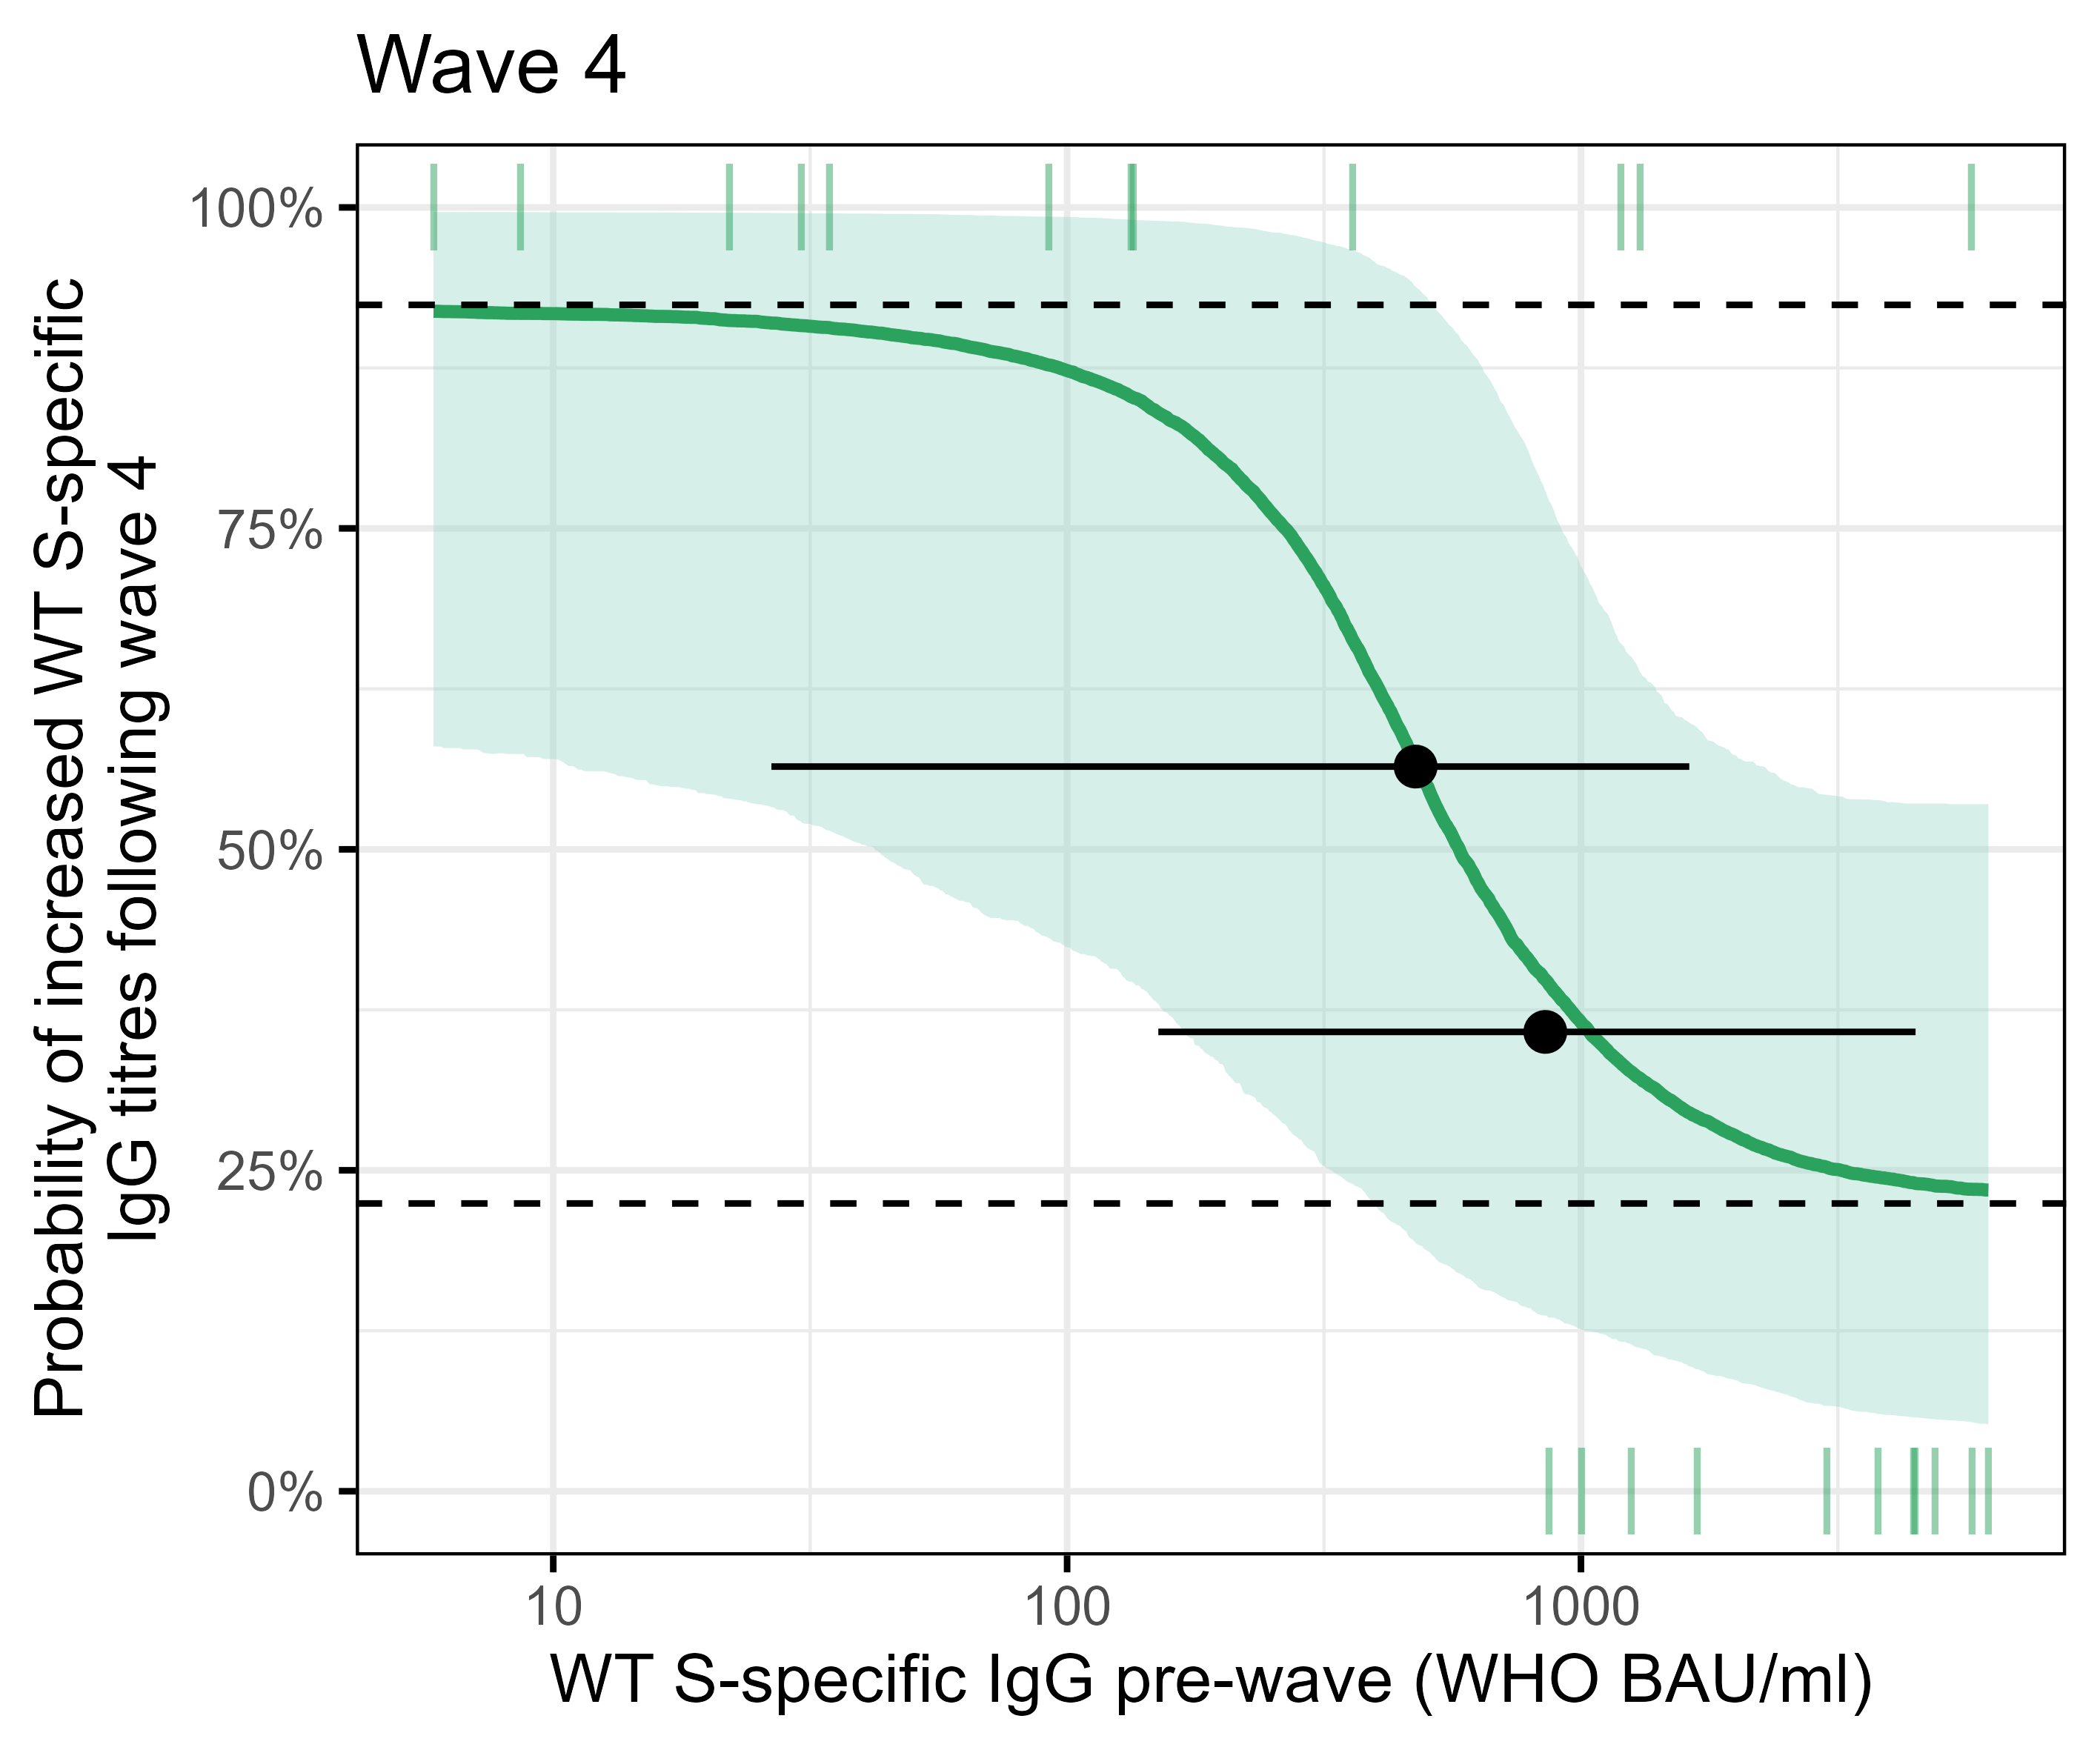 Wave 4
Probability of increased WT S-specific
IgG titres following wave 4
100%
75%
50%
25%
0%
10
100
1000
WT S-specific IgG pre-wave (WHO BAU/ml)